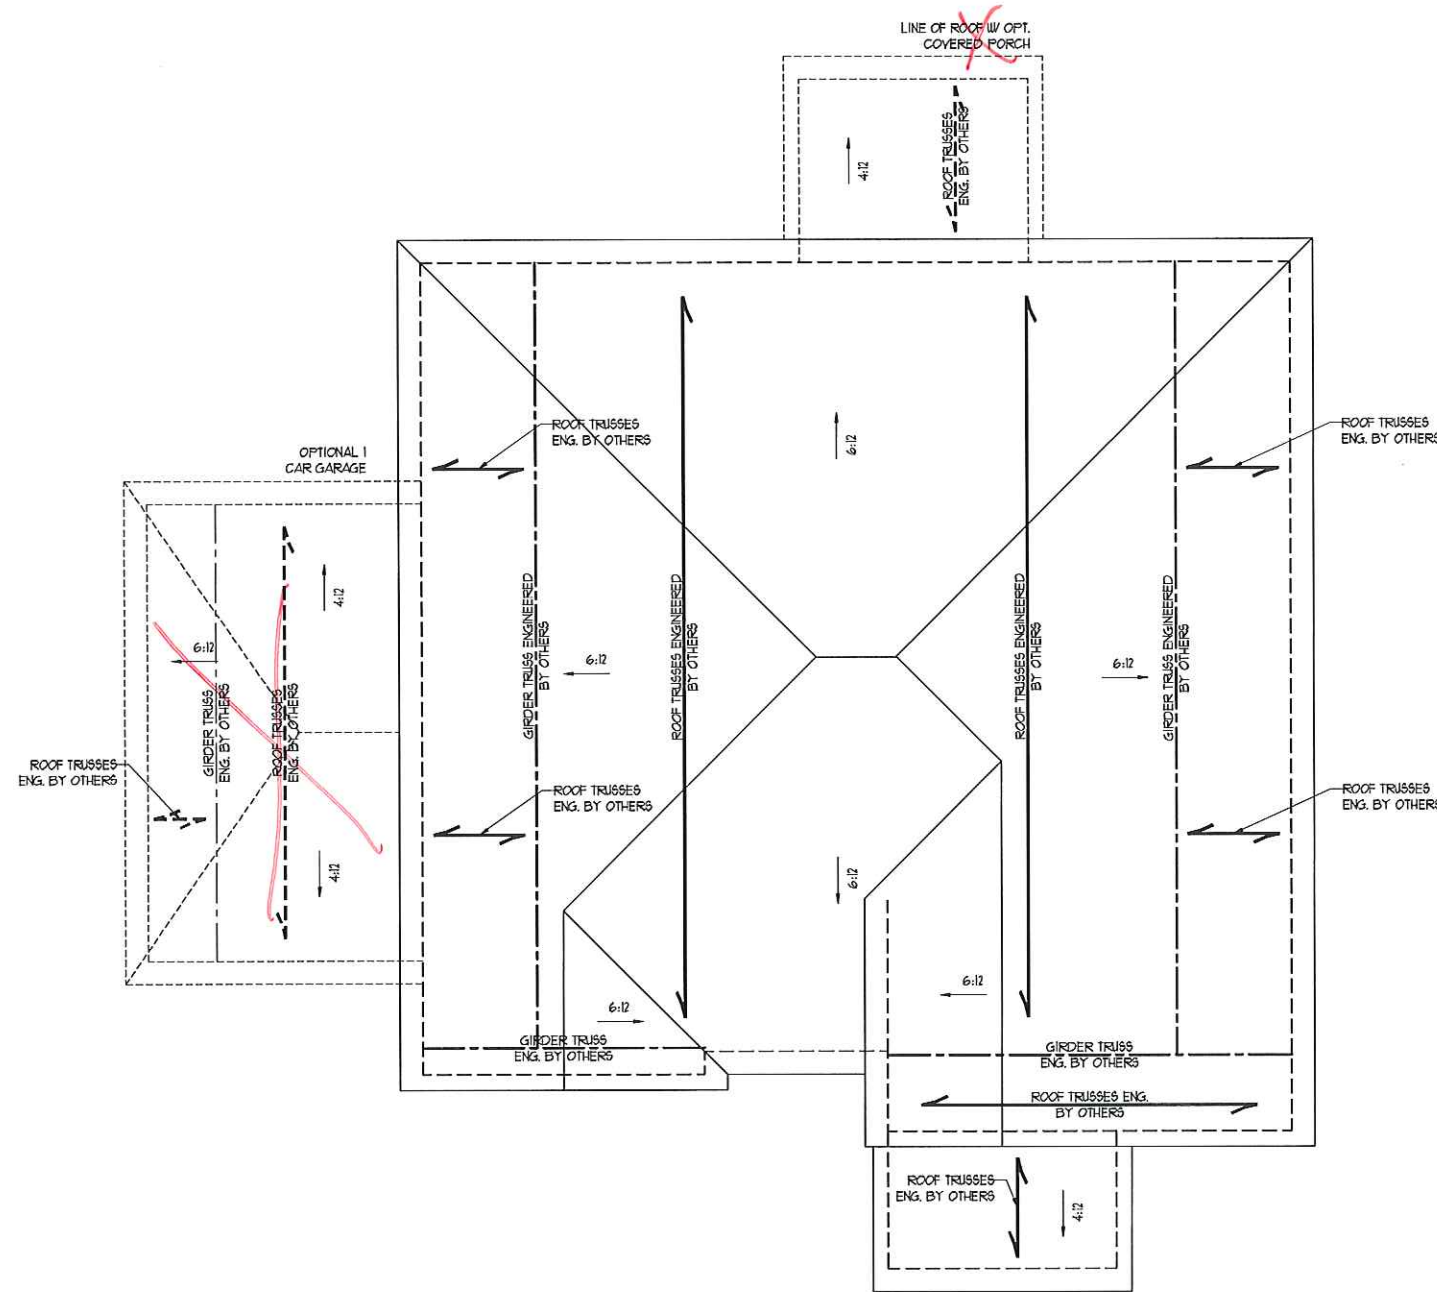 LINE OF ROOF W/ OPT.
COVERED PORCH
ROOF TRUSSES
ENG. BY OTHERS
4:12
ROOF TRUSSES
ENG. BY OTHERS
ROOF TRUSSES
ENG. BY OTHERS
6:12
OPTIONAL 1
CAR GARAGE
4:12
6:12
GIRDER TRUSS
ENG. BY OTHERS
ROOF TRUSSES
ENG. BY OTHERS
GIRDER TRUSS ENGINEERED
BY OTHERS
6:12
ROOF TRUSSES ENGINEERED
BY OTHERS
ROOF TRUSSES ENGINEERED
BY OTHERS
6:12
GIRDER TRUSS ENGINEERED
BY OTHERS
ROOF TRUSSES
ENG. BY OTHERS
ROOF TRUSSES
ENG. BY OTHERS
ROOF TRUSSES
ENG. BY OTHERS
4:12
6:12
6:12
6:12
GIRDER TRUSS
ENG. BY OTHERS
GIRDER TRUSS
ENG. BY OTHERS
ROOF TRUSSES ENG.
BY OTHERS
ROOF TRUSSES
ENG. BY OTHERS
4:12